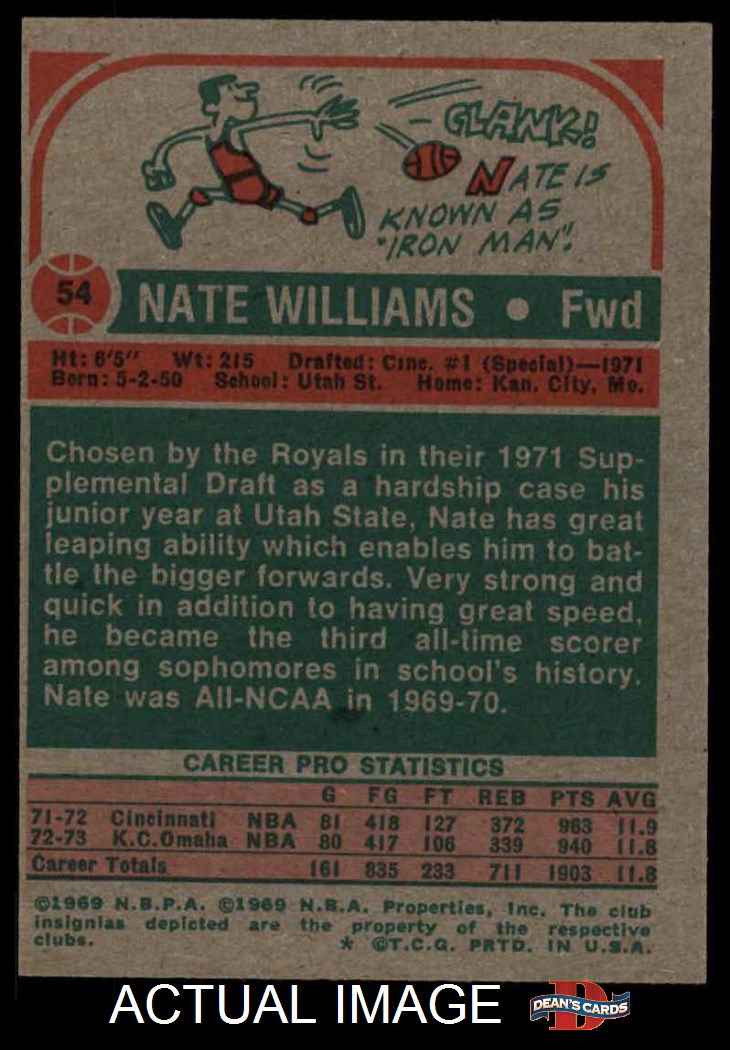 CLANK!
NATE IS
KNOWN AS
"IRON MAN".
54 NATE WILLIAMS • Fwd
Ht: 6'5" Wt: 215 Drafted: Cinc. #1 (Special)—1971
Born: 5-2-50 School: Utah St. Home: Kan. City, Mo.
Chosen by the Royals in their 1971 Sup-
plemental Draft as a hardship case his
junior year at Utah State, Nate has great
leaping ability which enables him to bat-
tle the bigger forwards. Very strong and
quick in addition to having great speed,
he became the third all-time scorer
among sophomores in school's history.
Nate was All-NCAA in 1969-70.
CAREER PRO STATISTICS
G FG FT REB PTS AVG
71-72 Cincinnati NBA 81 418 127 372 963 11.9
72-73 K.C. Omaha NBA 80 417 106 339 940 11.8
Career Totals 161 835 233 711 1903 11.8
©1969 N.B.P.A. ©1969 N.B.A. Properties, Inc. The club
insignias depicted are the property of the respective
clubs. * ©T.C.G. PRTD. IN U.S.A.
ACTUAL IMAGE
D
DEAN'S CARDS